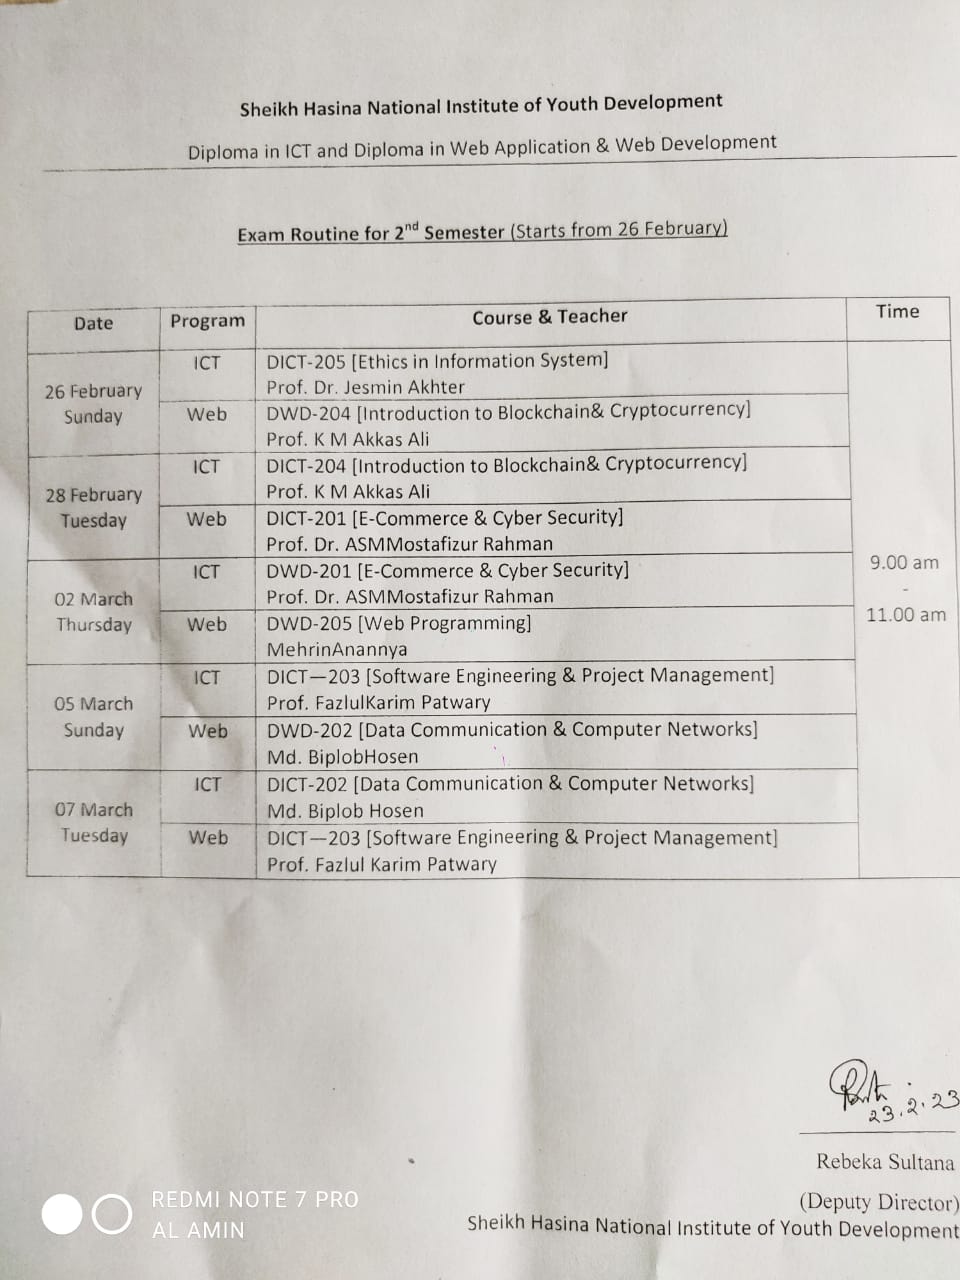 Sheikh Hasina National Institute of Youth Development
Diploma in ICT and Diploma in Web Application & Web Development
Exam Routine for 2nd Semester (Starts from 26 February)
Date Program Course & Teacher Time
26 February
Sunday
ICT DICT-205 [Ethics in Information System]
Prof. Dr. Jesmin Akhter
Web DWD-204 [Introduction to Blockchain& Cryptocurrency]
Prof. K M Akkas Ali
28 February
Tuesday
ICT DICT-204 [Introduction to Blockchain& Cryptocurrency]
Prof. K M Akkas Ali
Web DICT-201 [E-Commerce & Cyber Security]
Prof. Dr. ASMMostafizur Rahman
02 March
Thursday
ICT DWD-201 [E-Commerce & Cyber Security]
Prof. Dr. ASMMostafizur Rahman
Web DWD-205 [Web Programming]
MehrinAnannya
05 March
Sunday
ICT DICT—203 [Software Engineering & Project Management]
Prof. FazlulKarim Patwary
Web DWD-202 [Data Communication & Computer Networks]
Md. BiplobHosen
07 March
Tuesday
ICT DICT-202 [Data Communication & Computer Networks]
Md. Biplob Hosen
Web DICT—203 [Software Engineering & Project Management]
Prof. Fazlul Karim Patwary
9.00 am
-
11.00 am
23.2.23
Rebeka Sultana
(Deputy Director)
Sheikh Hasina National Institute of Youth Development
REDMI NOTE 7 PRO
AL AMIN